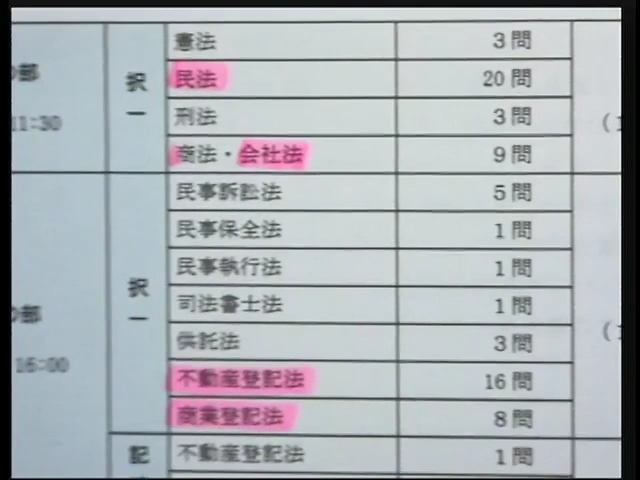 憲法 3問
の部 択一 民法 20問
11:30 刑法 3問
商法・会社法 9問
民事訴訟法 5問
民事保全法 1問
択一 民事執行法 1問
の部 司法書士法 1問
供託法 3問
16:00 不動産登記法 16問
商業登記法 8問
記 不動産登記法 1問